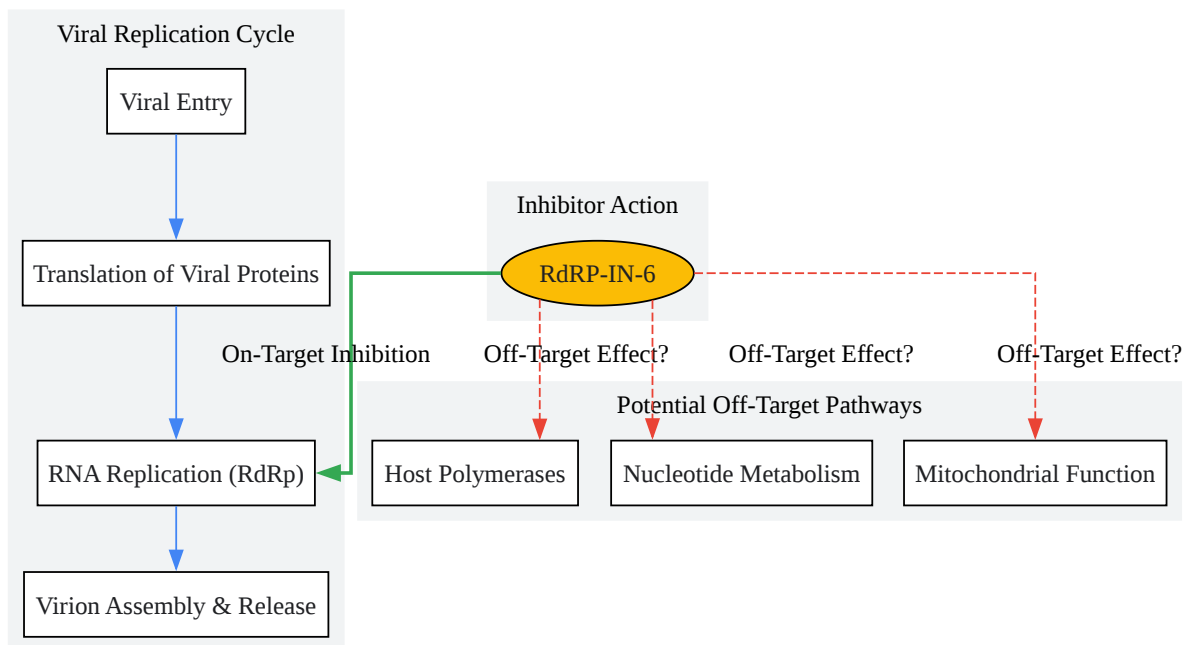 Viral Replication Cycle
Viral Entry
Translation of Viral Proteins
RNA Replication (RdRp)
Virion Assembly & Release
Inhibitor Action
RdRP-IN-6
On-Target Inhibition
Off-Target Effect?
Off-Target Effect?
Off-Target Effect?
Potential Off-Target Pathways
Host Polymerases
Nucleotide Metabolism
Mitochondrial Function